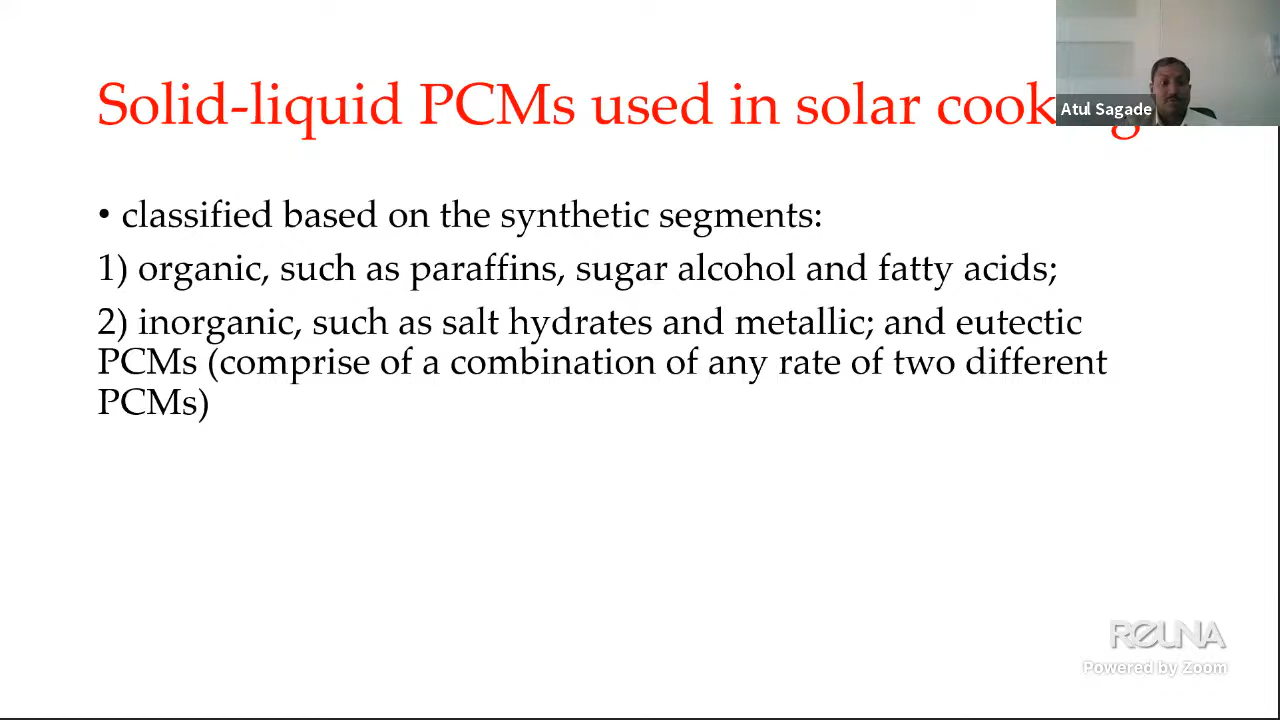 Solid-liquid PCMs used in solar cooking
Atul Sagade
• classified based on the synthetic segments:
1) organic, such as paraffins, sugar alcohol and fatty acids;
2) inorganic, such as salt hydrates and metallic; and eutectic
PCMs (comprise of a combination of any rate of two different
PCMs)
REUNA
Powered by Zoom